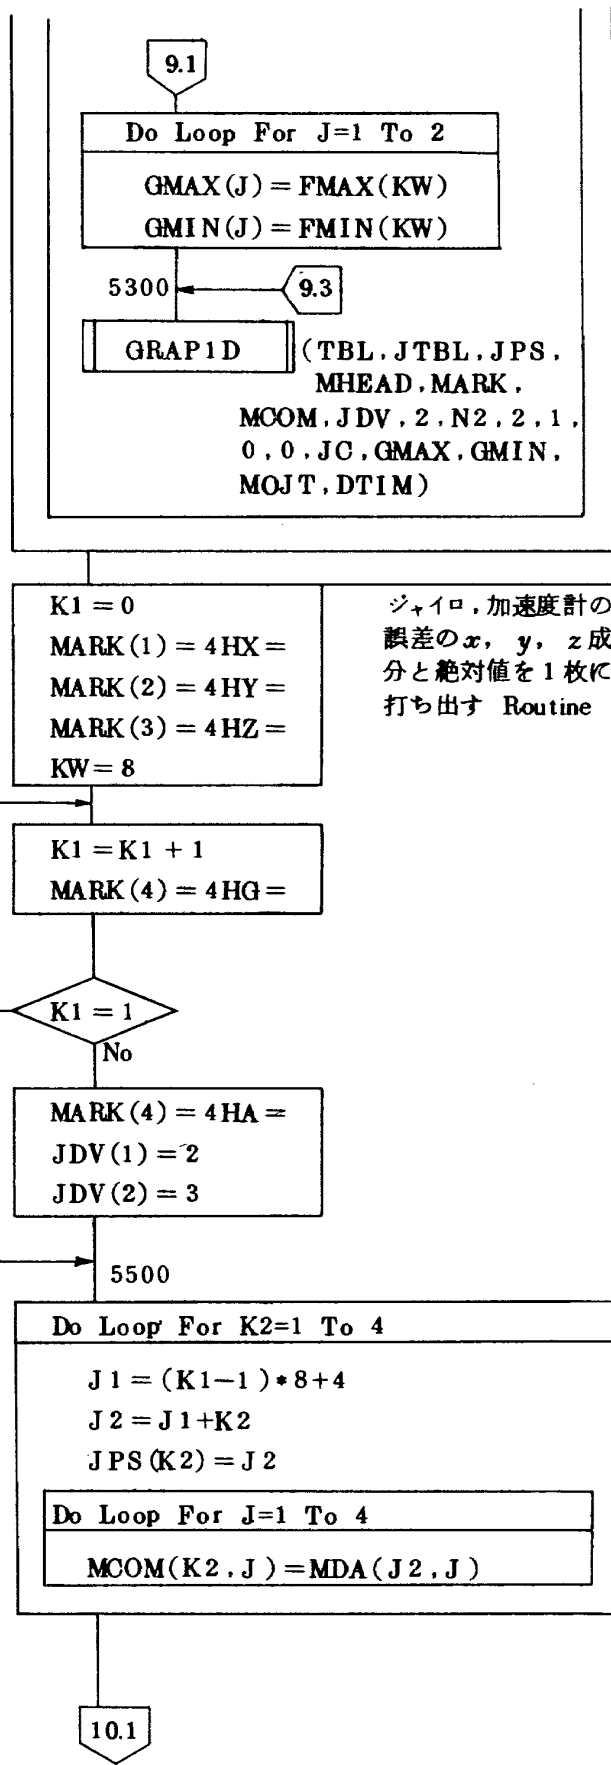 9.1
Do Loop For J=1 To 2
GMAX(J)=FMAX(KW)
GMIN(J)=FMIN(KW)
5300
9.3
GRAP1D
(TBL,JTBL,JPS,
MHEAD,MARK,
MCOM,JDV,2,N2,2,1,
0,0,JC,GMAX,GMIN,
MOJT,DTIM)
K1=0
MARK(1)=4HX=
MARK(2)=4HY=
MARK(3)=4HZ=
KW=8
ジャイロ,加速度計の
誤差のx, y, z成
分と絶対値を1枚に
打ち出す Routine
K1=K1+1
MARK(4)=4HG=
K1=1
No
MARK(4)=4HA=
JDV(1)=2
JDV(2)=3
5500
Do Loop For K2=1 To 4
J1=(K1-1)*8+4
J2=J1+K2
JPS(K2)=J2
Do Loop For J=1 To 4
MCOM(K2,J)=MDA(J2,J)
10.1